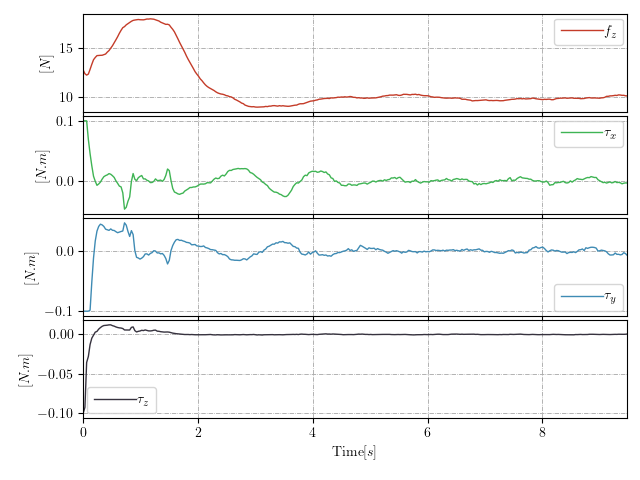 [N]
15
10
f_z
[N.m]
0.1
0.0
τ_x
[N.m]
0.0
−0.1
τ_y
[N.m]
0.00
−0.05
−0.10
τ_z
0 2 4 6 8
Time[s]